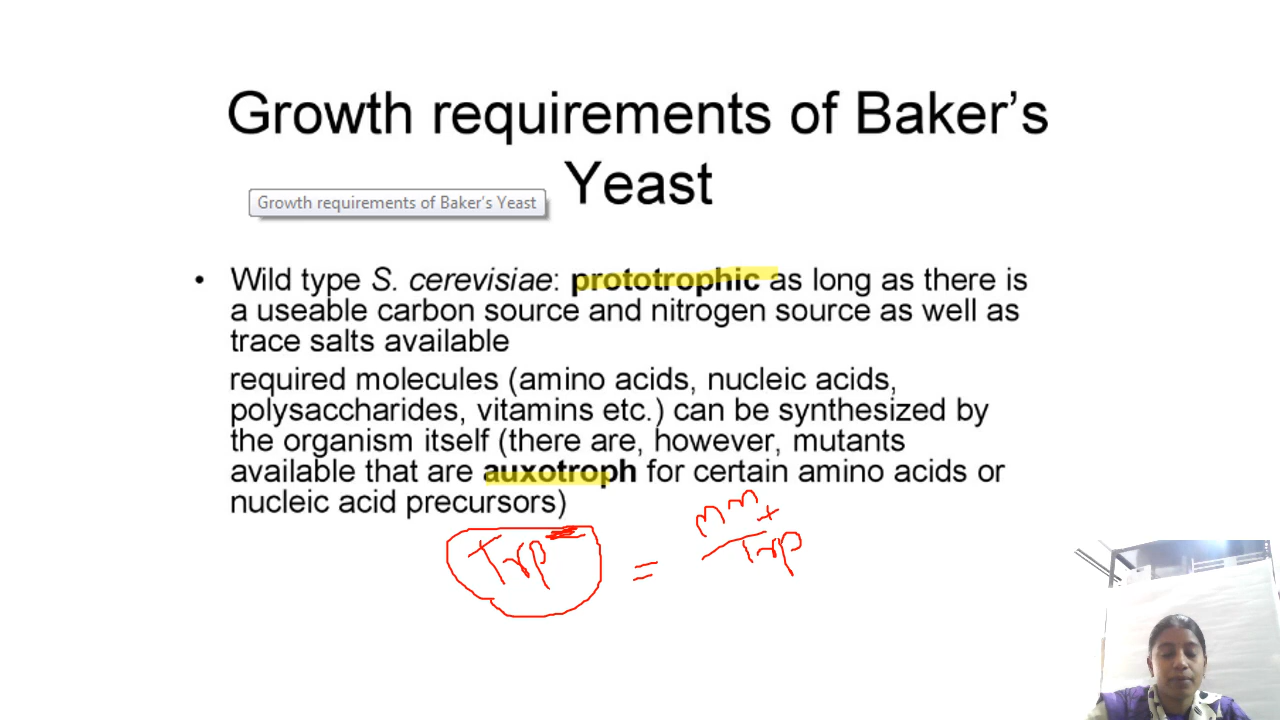 Growth requirements of Baker's
Yeast
Growth requirements of Baker's Yeast
• Wild type S. cerevisiae: prototrophic as long as there is
a useable carbon source and nitrogen source as well as
trace salts available
required molecules (amino acids, nucleic acids,
polysaccharides, vitamins etc.) can be synthesized by
the organism itself (there are, however, mutants
available that are auxotroph for certain amino acids or
nucleic acid precursors)
Trp- = MM + Trp